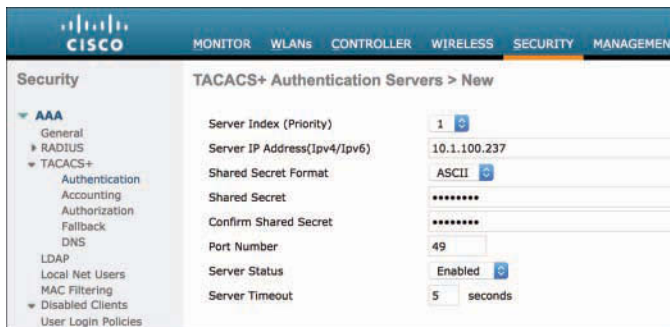 CISCO
MONITOR WLANs CONTROLLER WIRELESS SECURITY MANAGEMEN
Security
AAA
General
RADIUS
TACACS+
Authentication
Accounting
Authorization
Fallback
DNS
LDAP
Local Net Users
MAC Filtering
Disabled Clients
User Login Policies
TACACS+ Authentication Servers > New
Server Index (Priority) 1
Server IP Address(Ipv4/Ipv6) 10.1.100.237
Shared Secret Format ASCII
Shared Secret ••••••••
Confirm Shared Secret ••••••••
Port Number 49
Server Status Enabled
Server Timeout 5 seconds